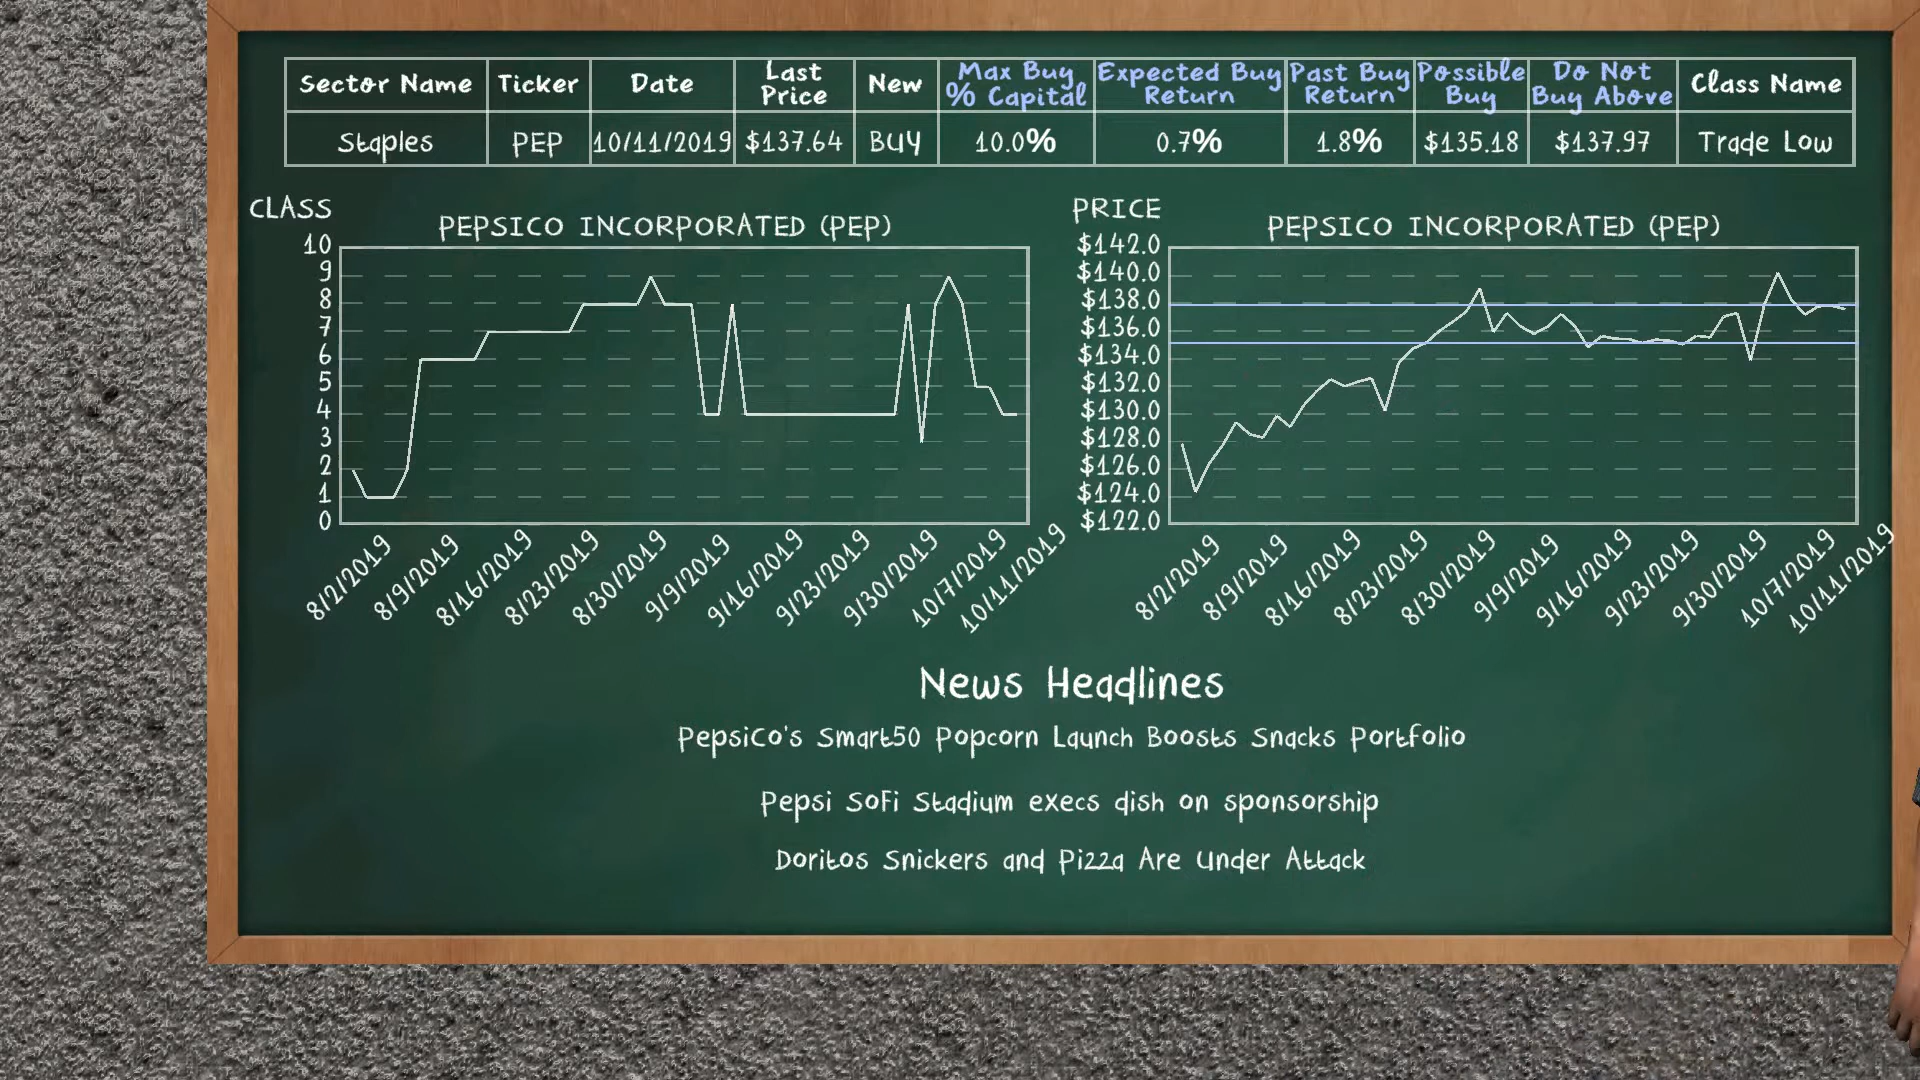 Sector Name Ticker Date Last Price New Max Buy % Capital Expected Buy Return Past Buy Return Possible Buy Do Not Buy Above Class Name
Staples PEP 10/11/2019 $137.64 BUY 10.0% 0.7% 1.8% $135.18 $137.97 Trade Low
CLASS
PEPSICO INCORPORATED (PEP)
10
9
8
7
6
5
4
3
2
1
0
8/2/2019 8/9/2019 8/16/2019 8/23/2019 8/30/2019 9/9/2019 9/16/2019 9/23/2019 9/30/2019 10/7/2019 10/11/2019
PRICE
PEPSICO INCORPORATED (PEP)
$142.0
$140.0
$138.0
$136.0
$134.0
$132.0
$130.0
$128.0
$126.0
$124.0
$122.0
8/2/2019 8/9/2019 8/16/2019 8/23/2019 8/30/2019 9/9/2019 9/16/2019 9/23/2019 9/30/2019 10/7/2019 10/11/2019
News Headlines
PepsiCo's Smart50 Popcorn Launch Boosts Snacks Portfolio
Pepsi SoFi Stadium execs dish on sponsorship
Doritos Snickers and Pizza Are Under Attack